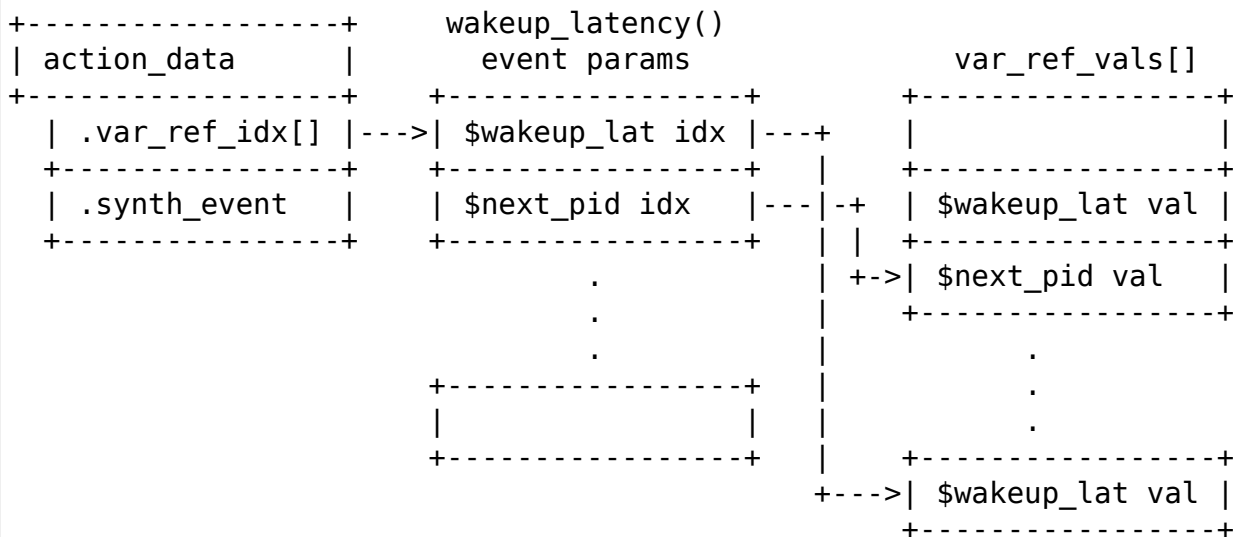 +------------------+      wakeup_latency()
| action_data      |        event params               var_ref_vals[]
+------------------+    +-----------------+        +-----------------+
  | .var_ref_idx[] |--->| $wakeup_lat idx |---+    |                 |
  +----------------+    +-----------------+   |    +-----------------+
  | .synth_event   |    | $next_pid idx   |---|-+  | $wakeup_lat val |
  +----------------+    +-----------------+   | |  +-----------------+
                                 .            | +->| $next_pid val   |
                                 .            |    +-----------------+
                                 .            |           .
                        +-----------------+   |           .
                        |                 |   |           .
                        +-----------------+   |    +-----------------+
                                              +--->| $wakeup_lat val |
                                                   +-----------------+